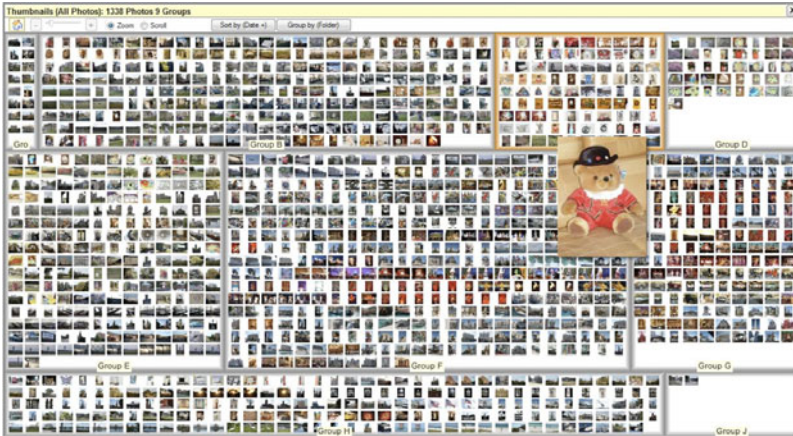 Thumbnails (All Photos): 1338 Photos 9 Groups
Zoom Scroll Sort by (Date +) Group by (Folder)
Gro Group B Group D
Group E Group F Group G
Group H Group J